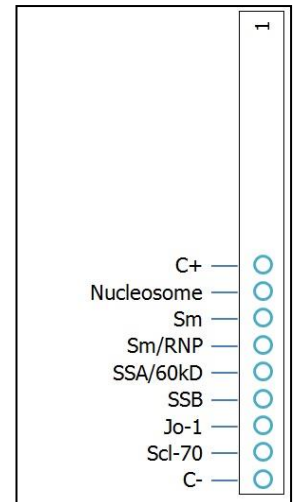 1
C+
Nucleosome
Sm
Sm/RNP
SSA/60kD
SSB
Jo-1
Scl-70
C-